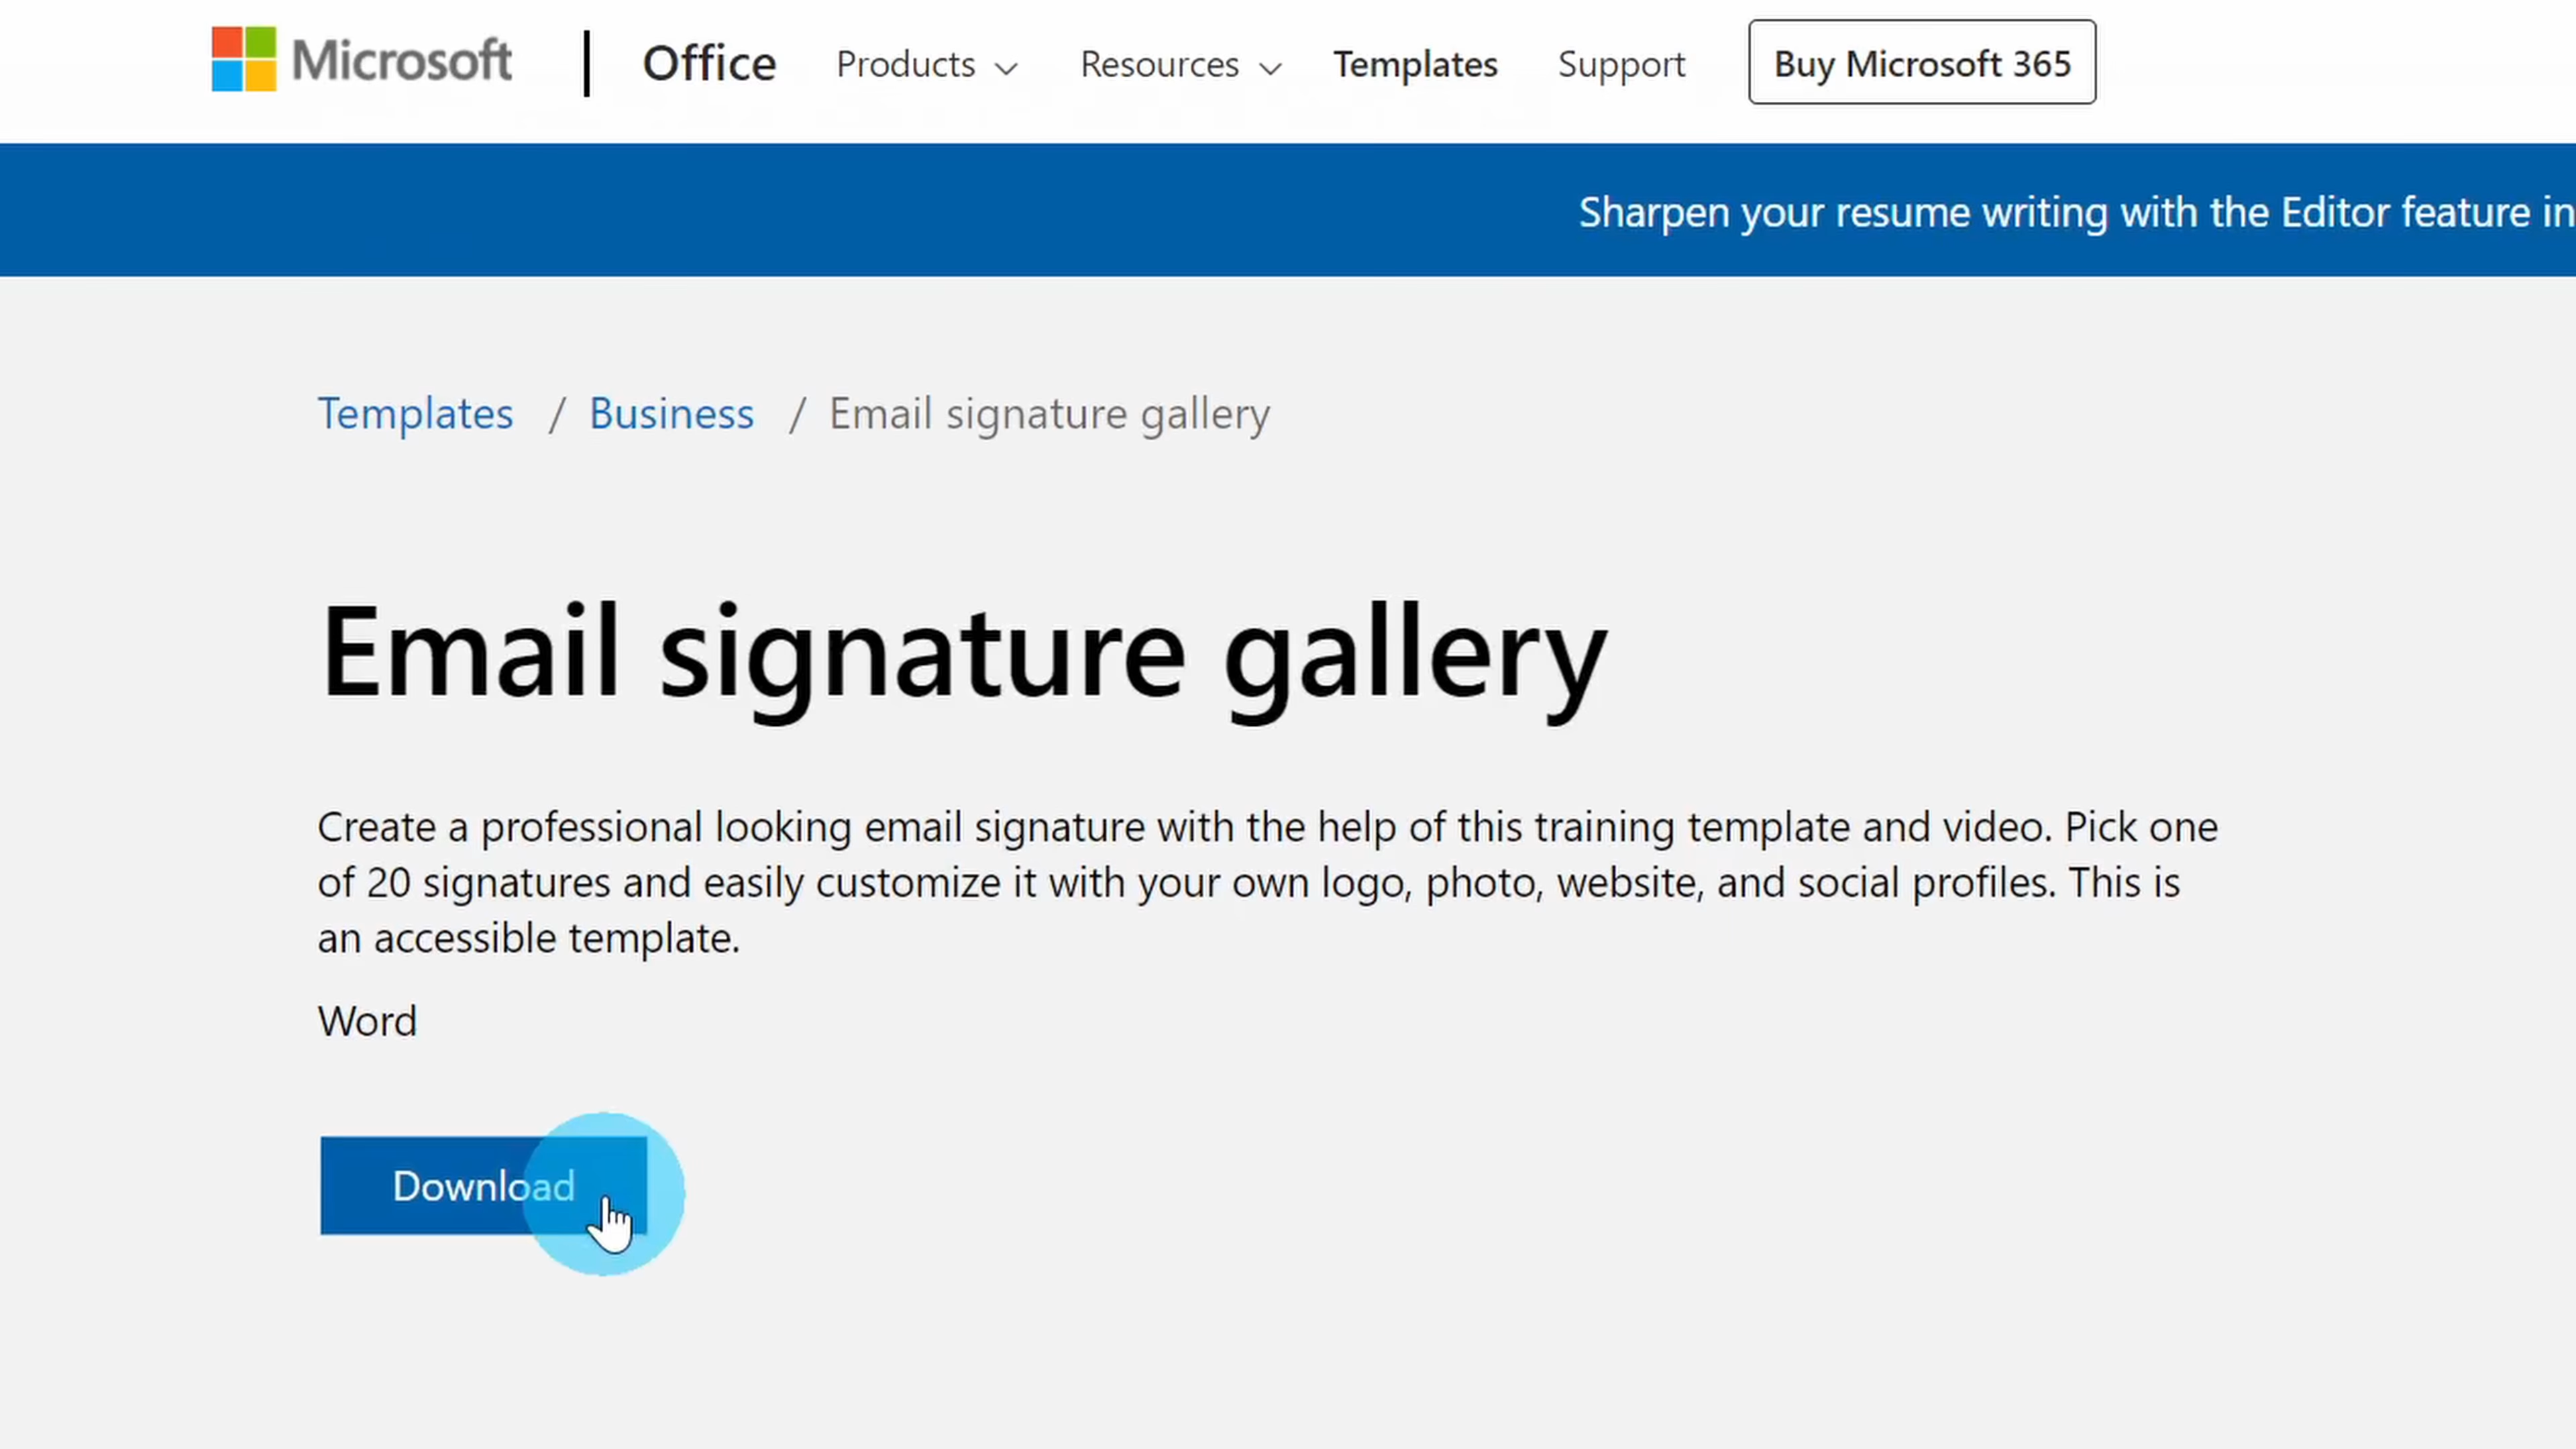 Microsoft Office Products Resources Templates Support Buy Microsoft 365
Sharpen your resume writing with the Editor feature in
Templates / Business / Email signature gallery
Email signature gallery
Create a professional looking email signature with the help of this training template and video. Pick one
of 20 signatures and easily customize it with your own logo, photo, website, and social profiles. This is
an accessible template.
Word
Download